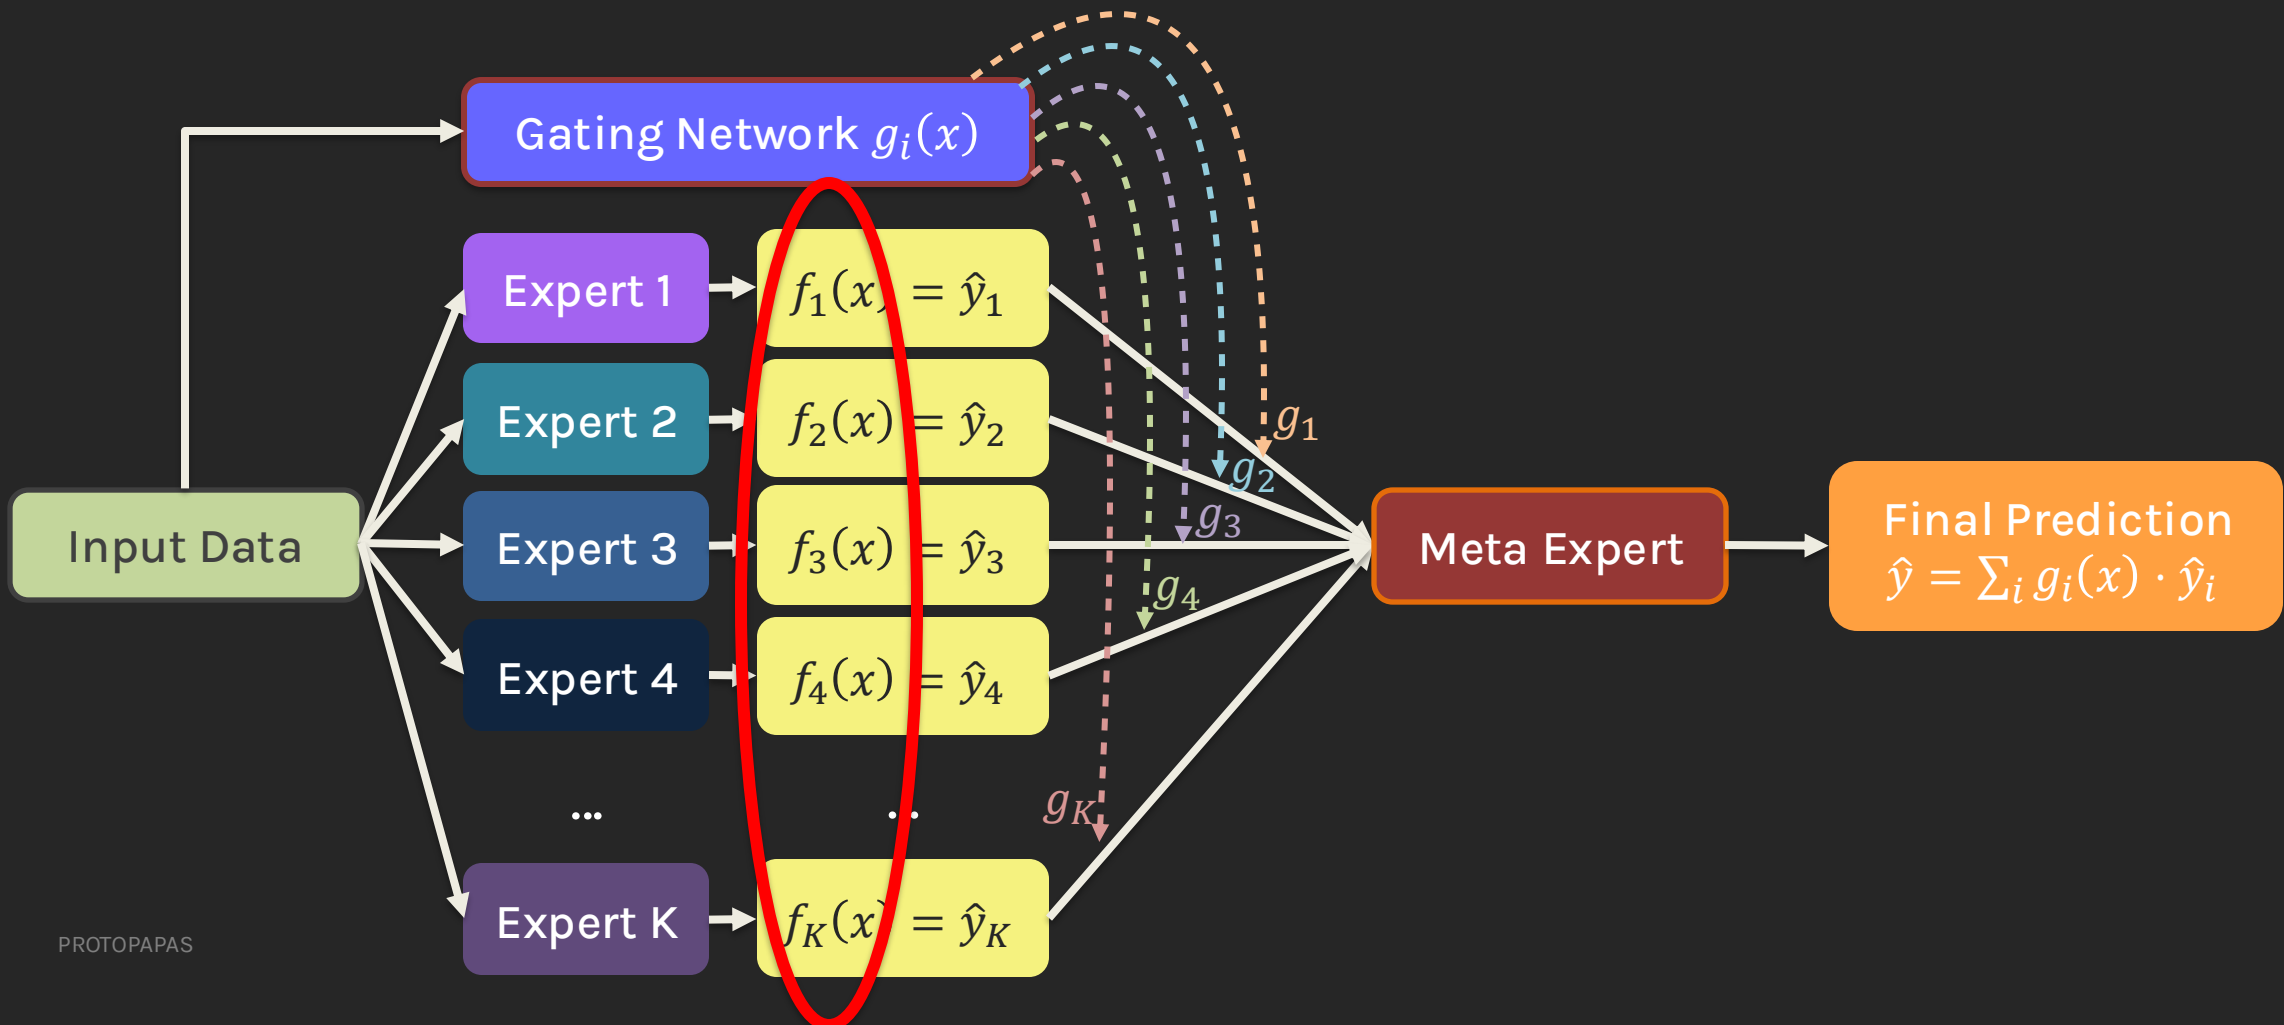 Gating Network gᵢ(x)
Expert 1
f₁(x) = ŷ₁
Expert 2
f₂(x) = ŷ₂
g₁
g₂
Input Data
Expert 3
f₃(x) = ŷ₃
g₃
Meta Expert
Final Prediction
ŷ = ∑ᵢ gᵢ(x) · ŷᵢ
g₄
Expert 4
f₄(x) = ŷ₄
...
...
g_K
Expert K
f_K(x) = ŷ_K
PROTOPAPAS